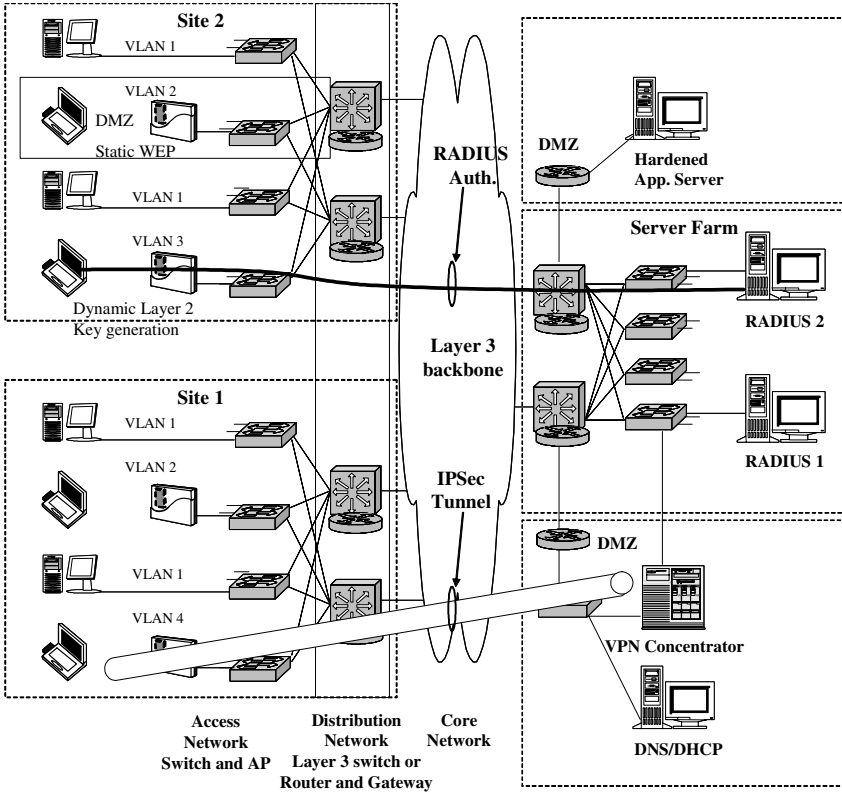 Site 2
VLAN 1
VLAN 2
DMZ
Static WEP
VLAN 1
VLAN 3
Dynamic Layer 2
Key generation
RADIUS
Auth.
Layer 3
backbone
DMZ
Hardened
App. Server
Server Farm
RADIUS 2
RADIUS 1
Site 1
VLAN 1
VLAN 2
VLAN 1
VLAN 4
IPSec
Tunnel
DMZ
VPN Concentrator
DNS/DHCP
Access
Network
Switch and AP
Distribution
Network
Layer 3 switch or
Router and Gateway
Core
Network